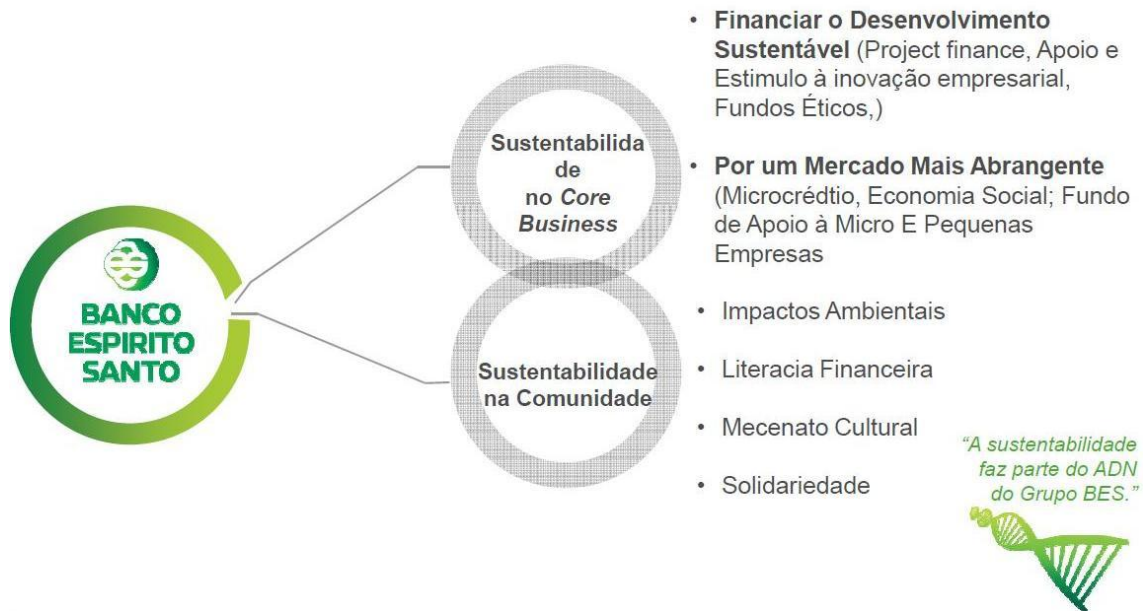 BANCO
ESPIRITO
SANTO
Sustentabilida
de
no Core
Business
• Financiar o Desenvolvimento
Sustentável (Project finance, Apoio e
Estimulo à inovação empresarial,
Fundos Éticos,)
• Por um Mercado Mais Abrangente
(Microcrédtio, Economia Social; Fundo
de Apoio à Micro E Pequenas
Empresas
Sustentabilidade
na Comunidade
• Impactos Ambientais
• Literacia Financeira
• Mecenato Cultural
• Solidariedade
“A sustentabilidade
faz parte do ADN
do Grupo BES.”